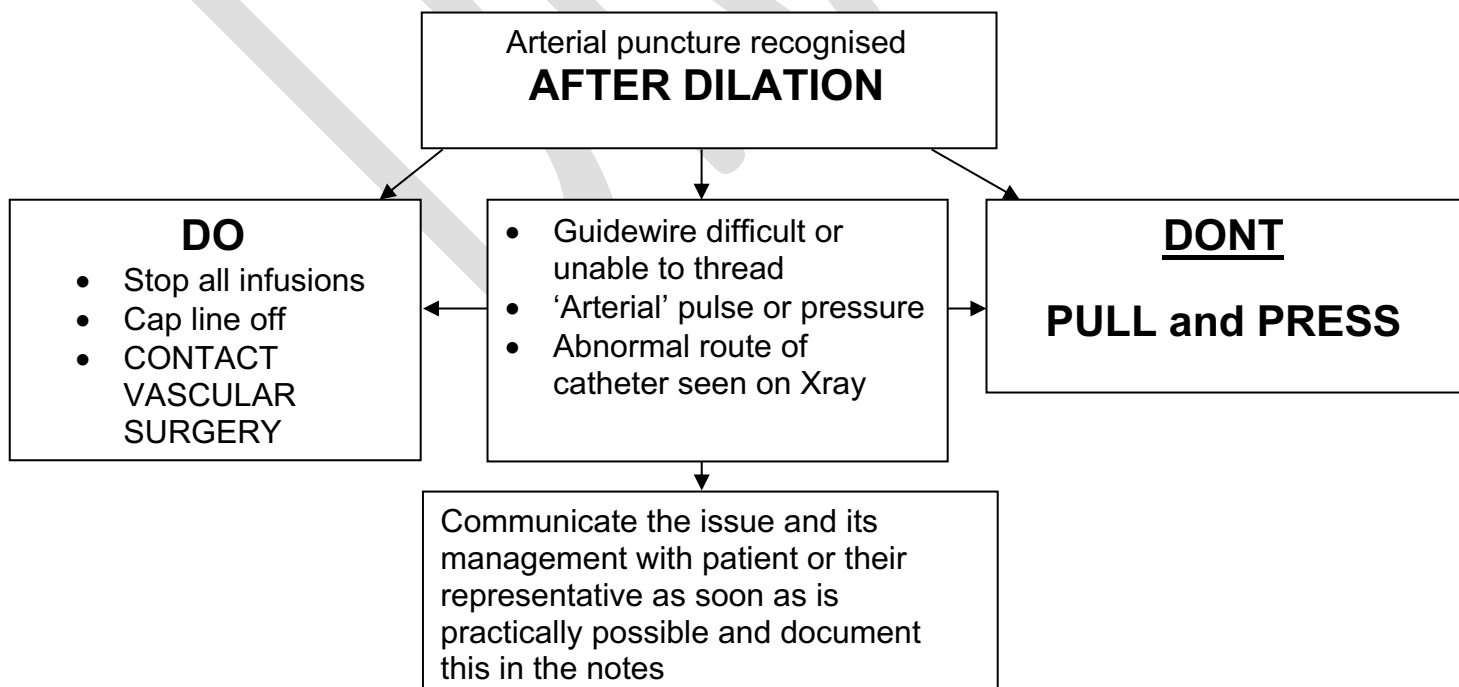 Arterial puncture recognised
AFTER DILATION
DO
• Stop all infusions
• Cap line off
• CONTACT
VASCULAR
SURGERY
• Guidewire difficult or
unable to thread
• ‘Arterial’ pulse or pressure
• Abnormal route of
catheter seen on Xray
DONT
PULL and PRESS
Communicate the issue and its
management with patient or their
representative as soon as is
practically possible and document
this in the notes